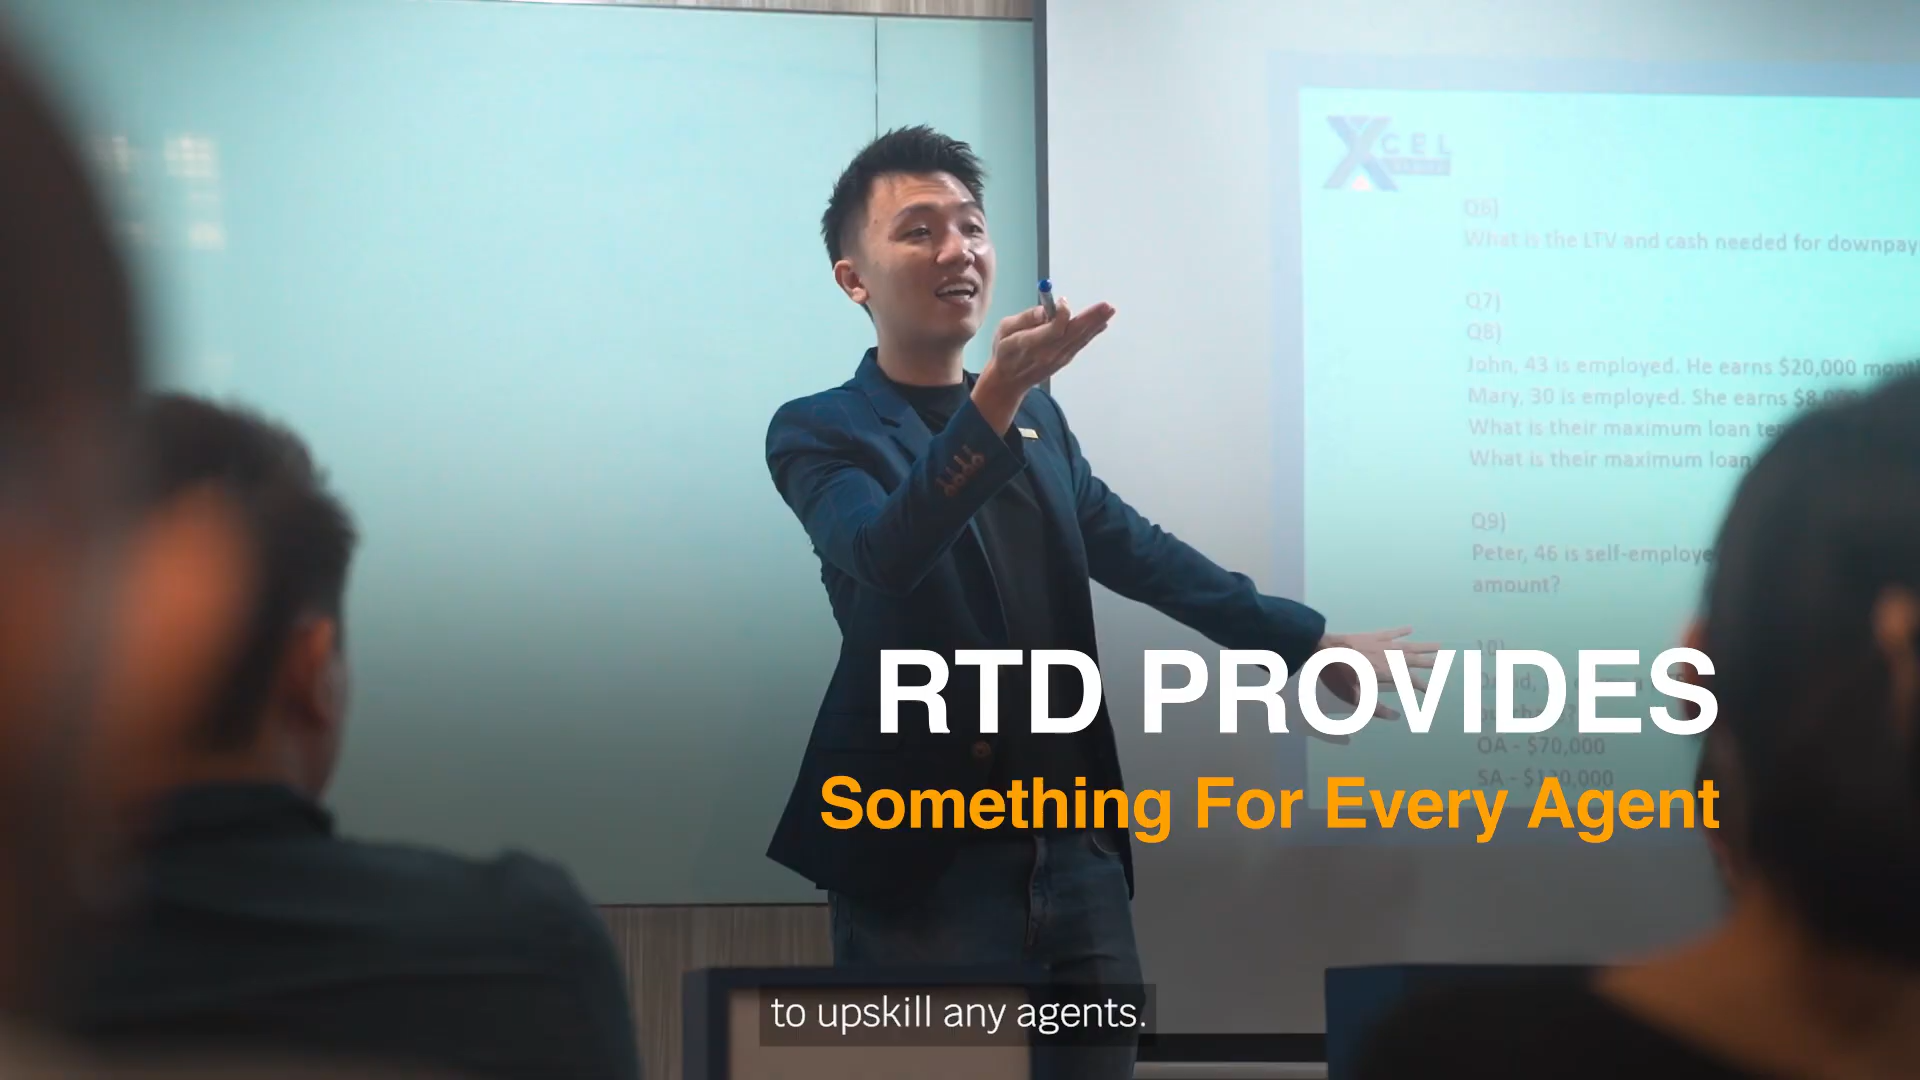 XCEL
Q6)
What is the LTV and cash needed for downpay
Q7)
Q8)
John, 43 is employed. He earns $20,000
Mary, 30 is employed. She earns
What is their maximum loan
What is their maximum loan
Q9)
Peter, 46 is self-employe
amount?
RTD PROVIDES
OA - $70,000
Something For Every Agent
to upskill any agents.